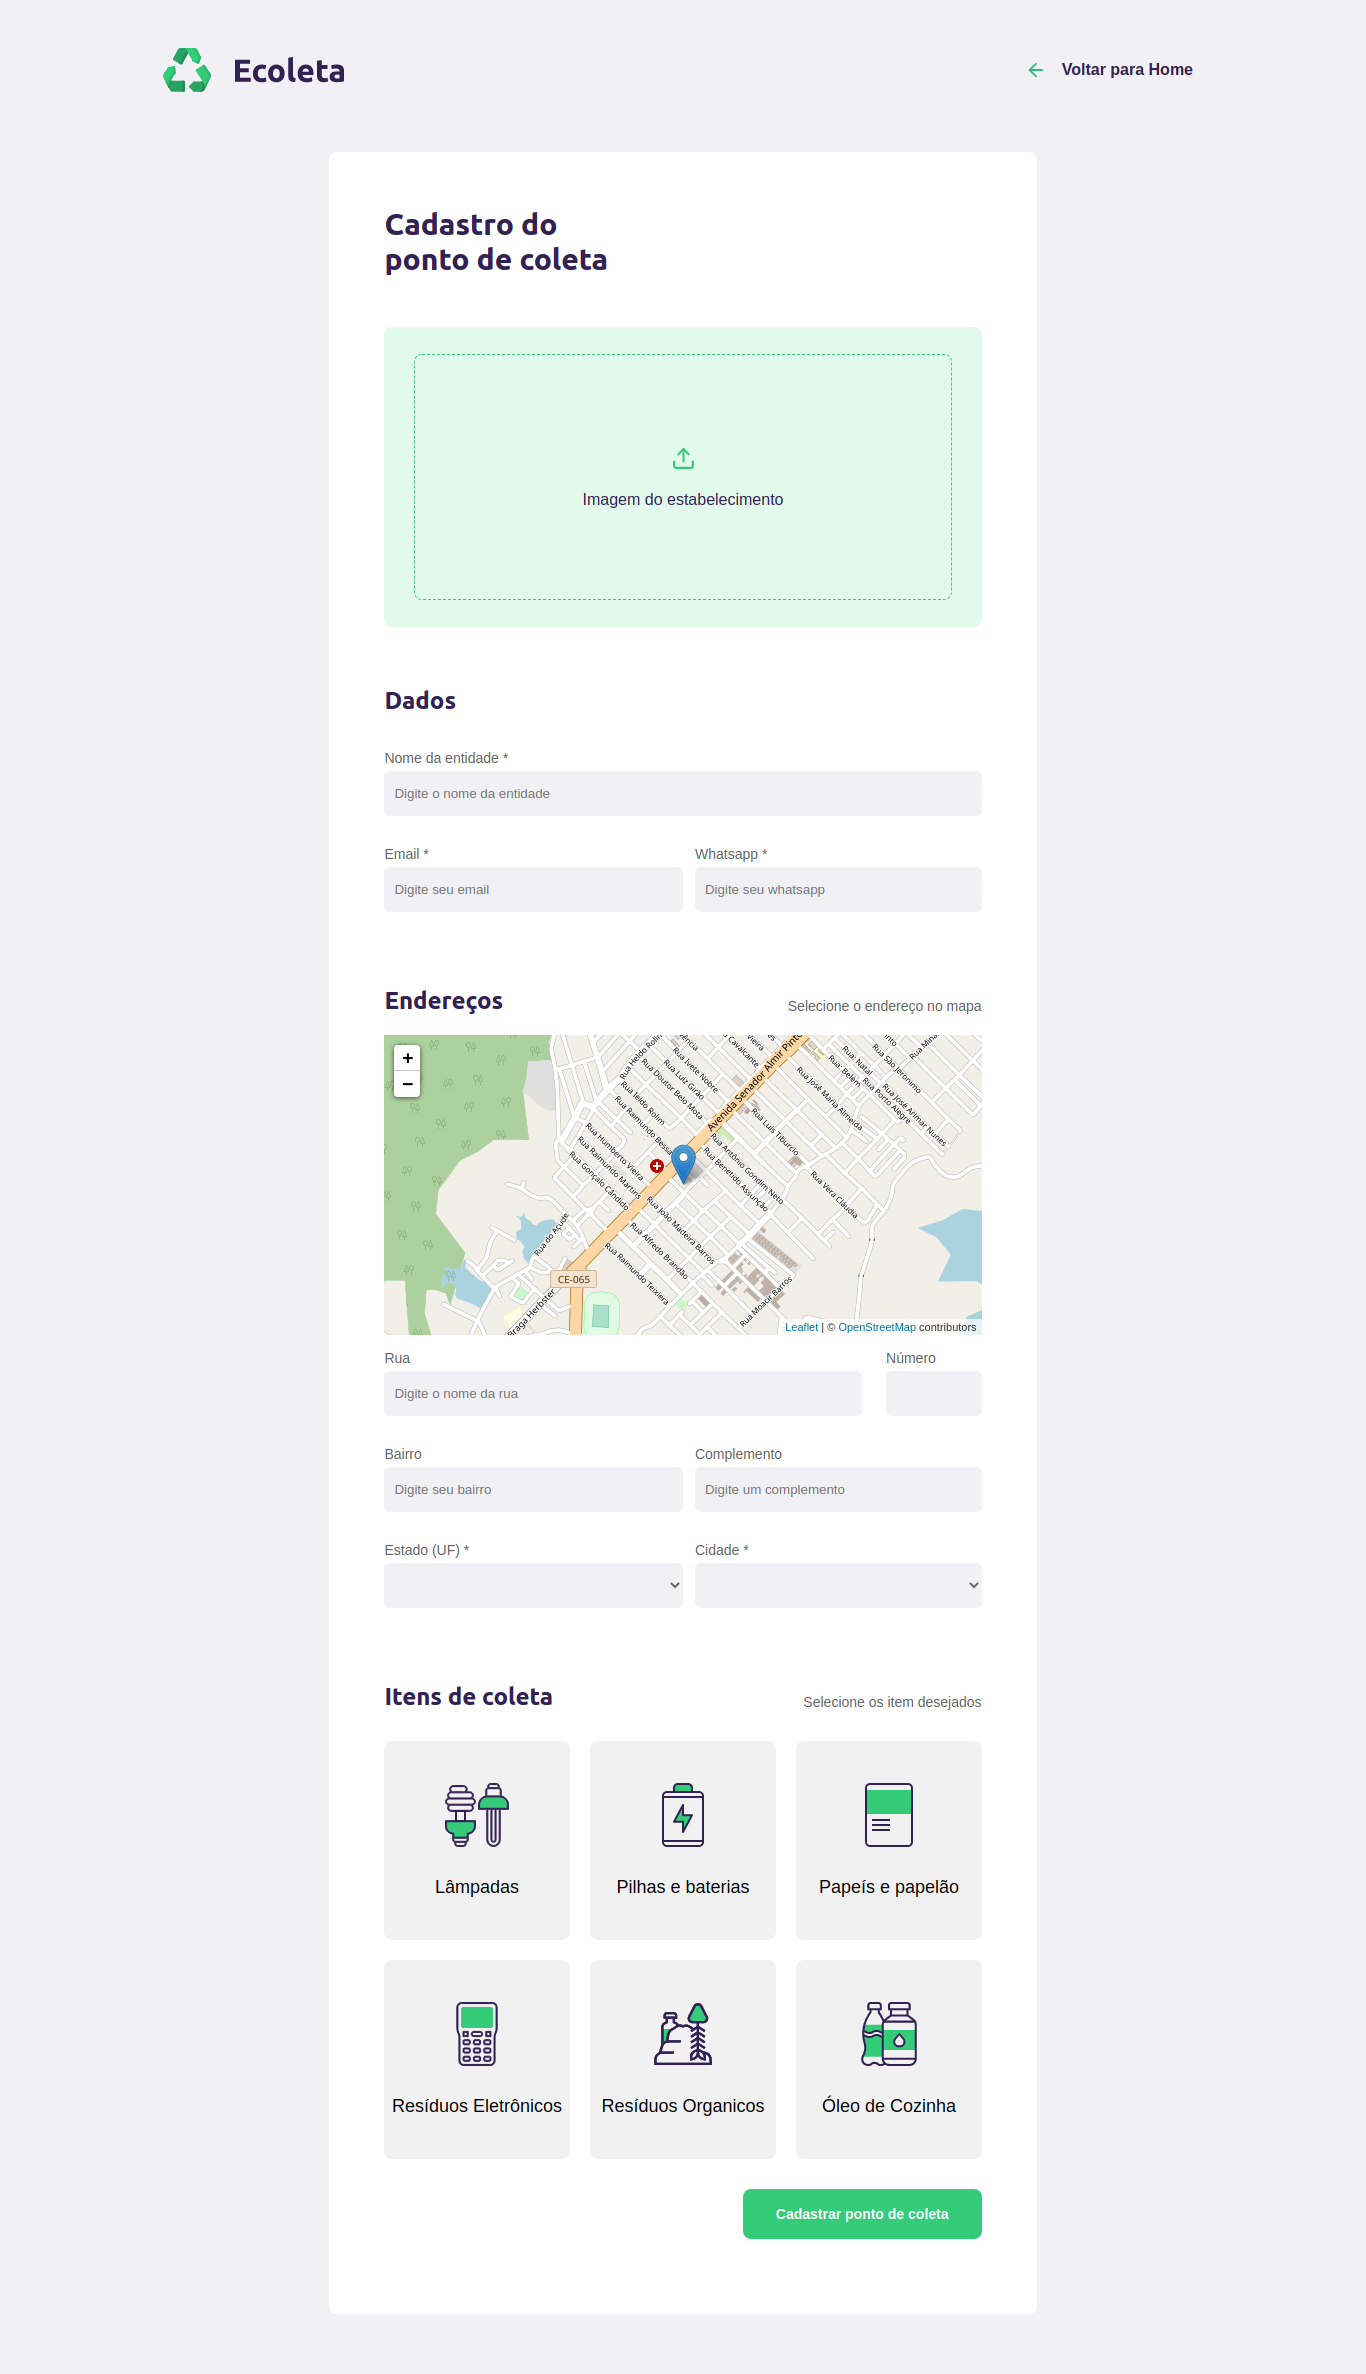 Ecoleta
Voltar para Home
Cadastro do
ponto de coleta
Imagem do estabelecimento
Dados
Nome da entidade *
Digite o nome da entidade
Email *
Whatsapp *
Digite seu email
Digite seu whatsapp
Endereços
Selecione o endereço no mapa
+
−
Rua Heldo Rolim
Rua Ivete Nobre
Rua Luiz Girão
Rua Doutor Belo Mota
Rua Ieldo Rolim
Rua Raimundo Bessa
Rua Humberto Vieira
Rua Raimundo Martins
Rua Gonçalo Cândido
Cavalcante
Vieira
Avenida Senador Almir Pinto
Rua Luís Tiburcio
Rua José Maria Almeida
Rua: Natal
Rua: Belém
Rua São Jeronimo
Rua Porto Alegre
Rua José Arimar Nunes
Rua Antônio Gondim Neto
Rua Benetido Assunção
Rua Vera Cláudia
Rua do Açude
Rua João Madeira Barros
Rua Alfredo Brandão
Rua Raimundo Teixiera
Rua Moacir Barros
CE-065
Braga Herbster
Leaflet | © OpenStreetMap contributors
Rua
Número
Digite o nome da rua
Bairro
Complemento
Digite seu bairro
Digite um complemento
Estado (UF) *
Cidade *
Itens de coleta
Selecione os item desejados
Lâmpadas
Pilhas e baterias
Papeís e papelão
Resíduos Eletrônicos
Resíduos Organicos
Óleo de Cozinha
Cadastrar ponto de coleta